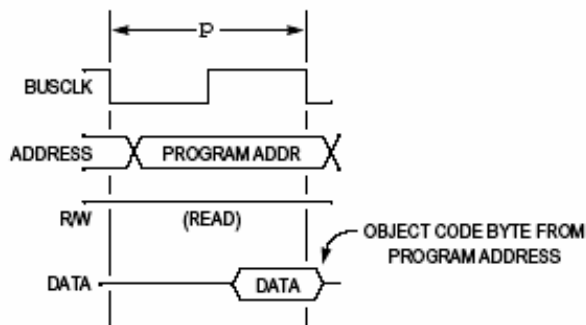 P
BUSCLK
ADDRESS
PROGRAM ADDR
R/W
(READ)
OBJECT CODE BYTE FROM
PROGRAM ADDRESS
DATA
DATA